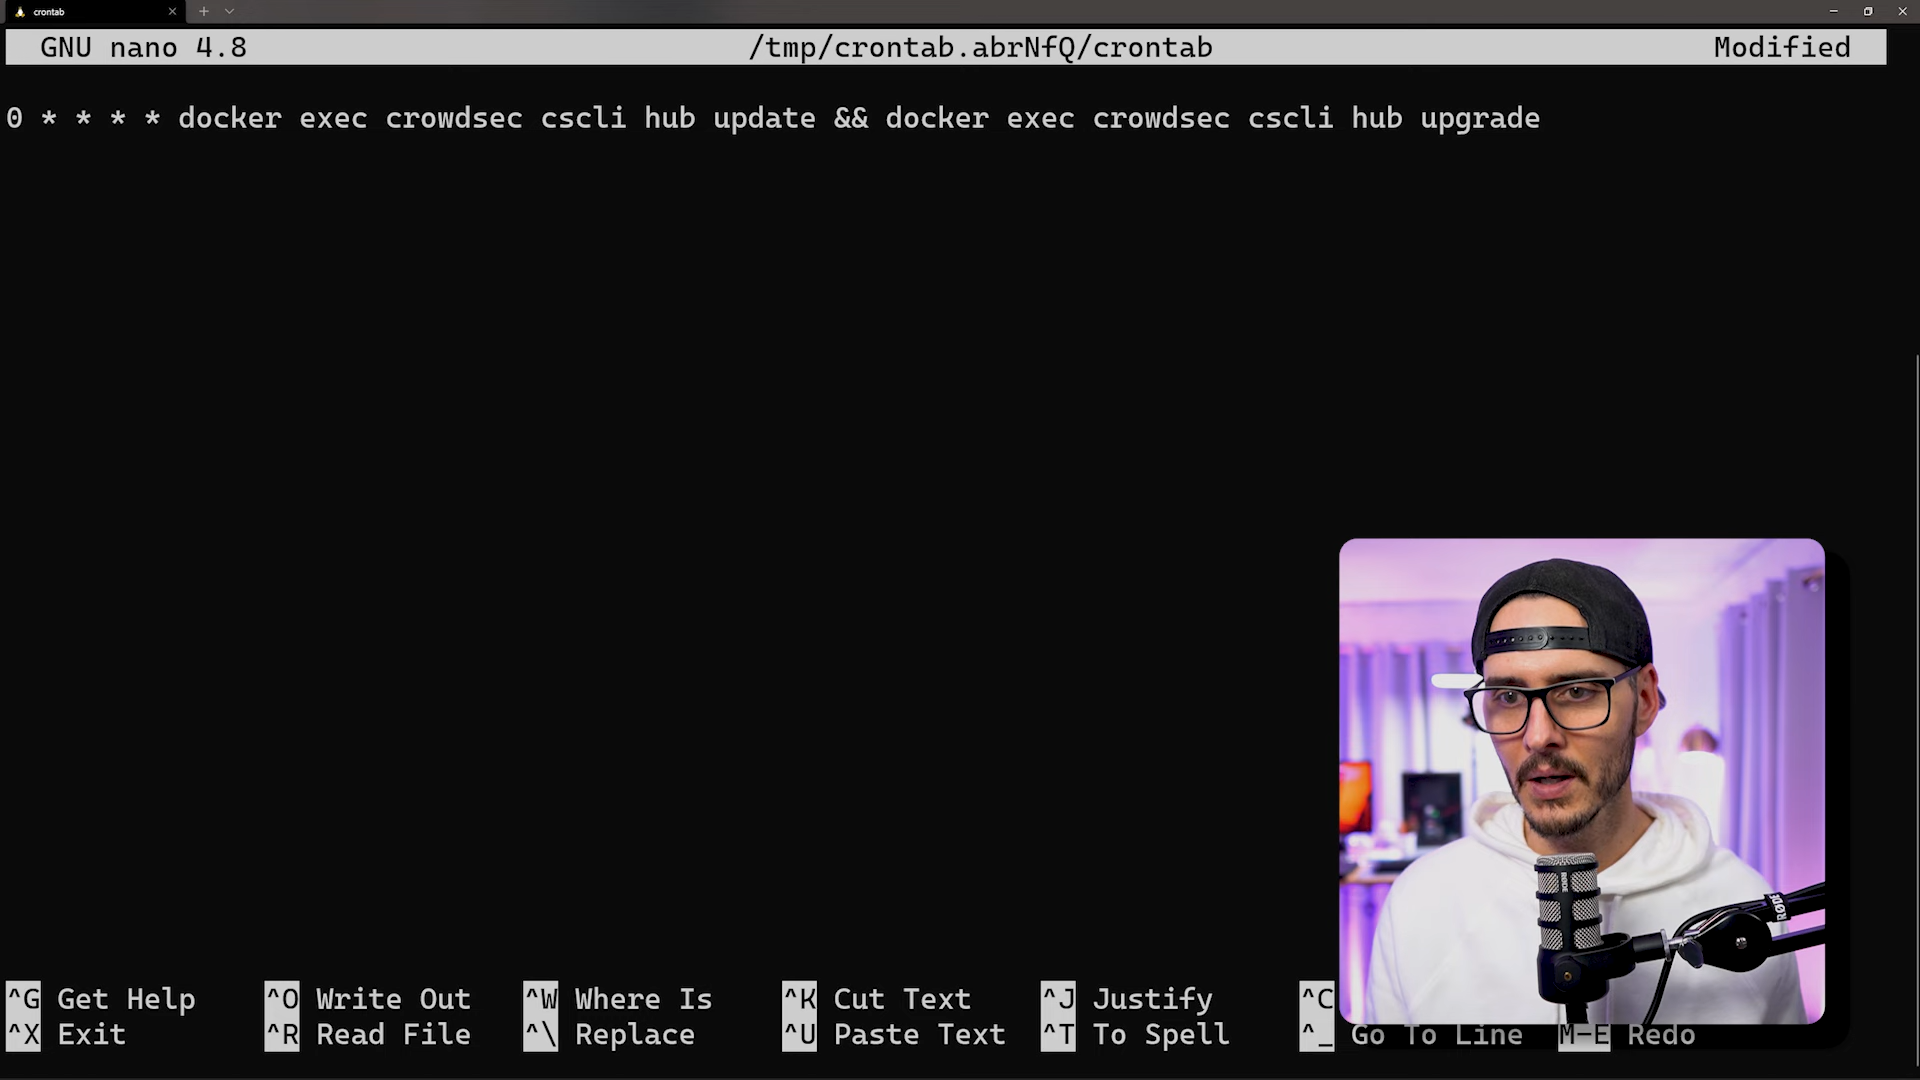 crontab
GNU nano 4.8 /tmp/crontab.abrNfQ/crontab Modified
0 * * * * docker exec crowdsec cscli hub update && docker exec crowdsec cscli hub upgrade
RØDE
^G Get Help ^O Write Out ^W Where Is ^K Cut Text ^J Justify ^C
^X Exit ^R Read File ^\ Replace ^U Paste Text ^T To Spell ^_ Go To Line M-E Redo